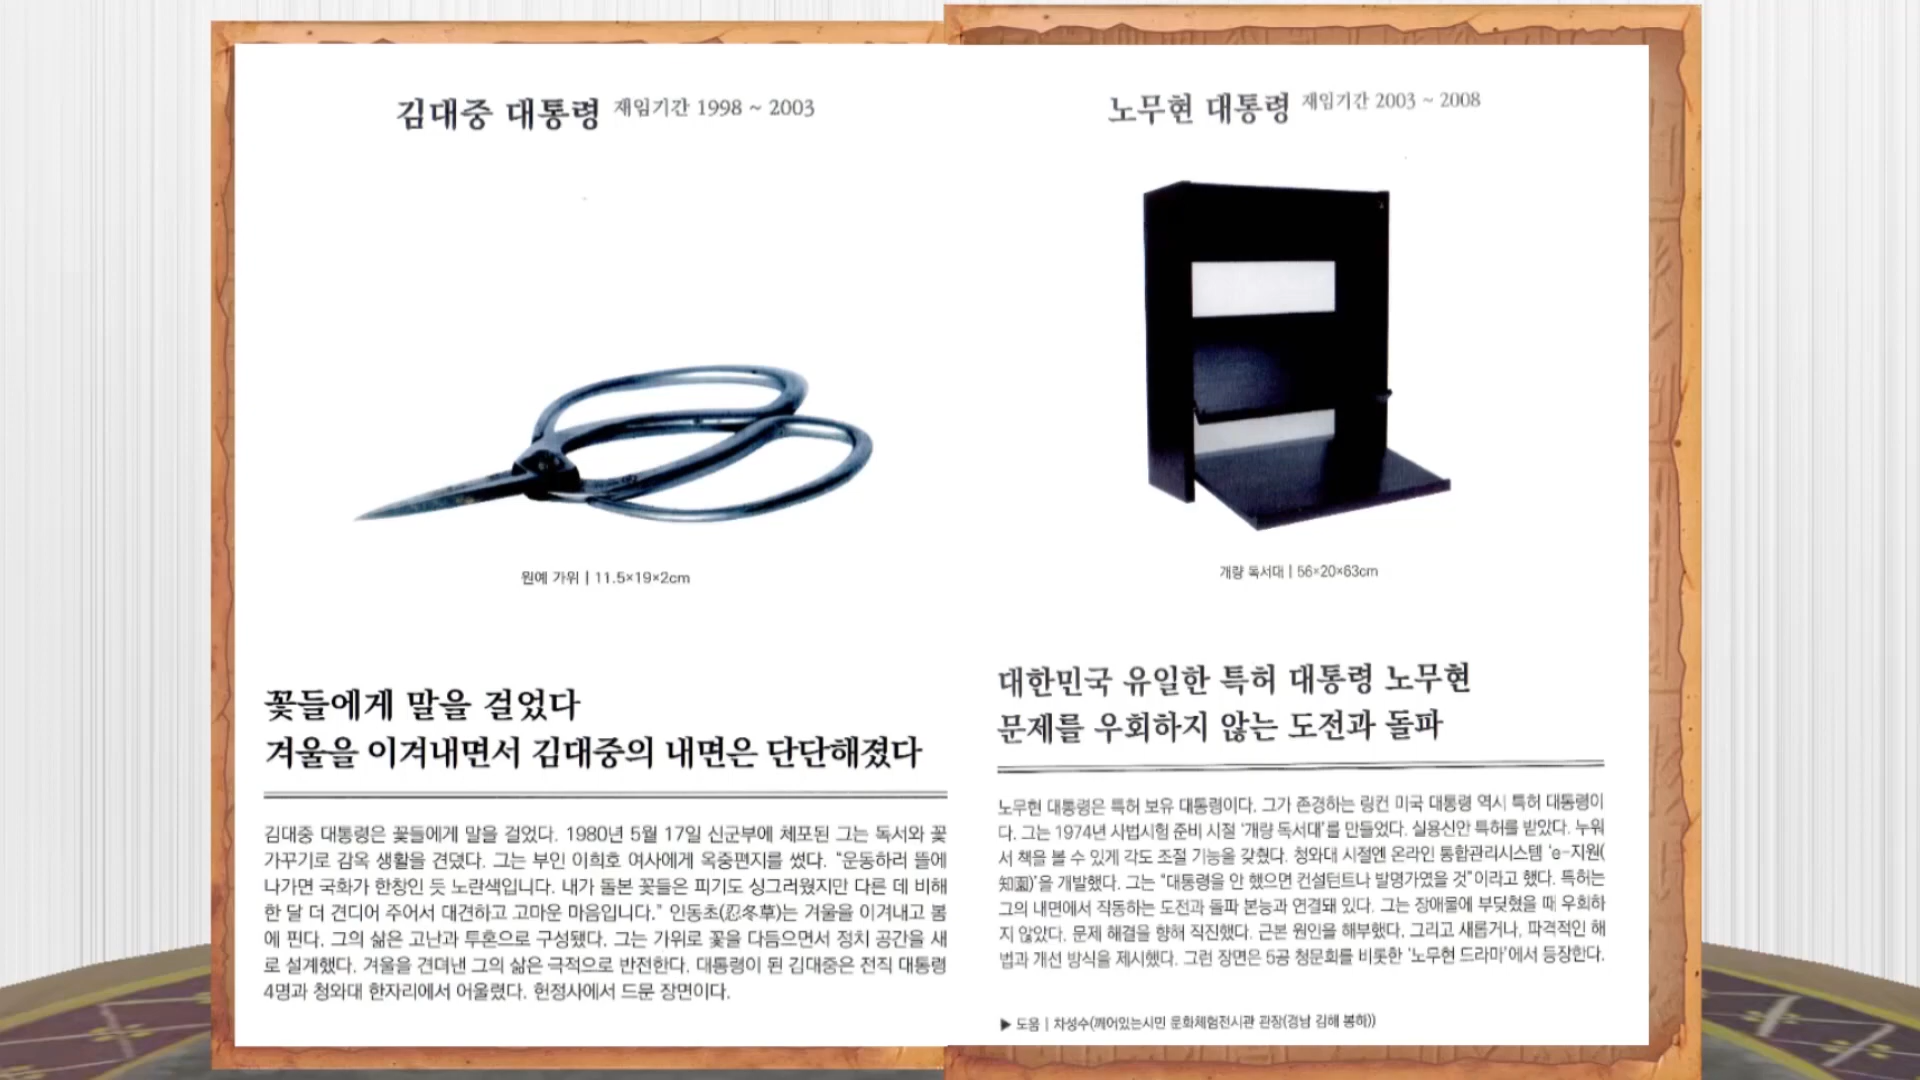 김대중 대통령 재임기간 1998 ~ 2003
원예 가위 | 11.5×19×2cm
꽃들에게 말을 걸었다
겨울을 이겨내면서 김대중의 내면은 단단해졌다
김대중 대통령은 꽃들에게 말을 걸었다. 1980년 5월 17일 신군부에 체포된 그는 독서와 꽃
가꾸기로 감옥 생활을 견뎠다. 그는 부인 이희호 여사에게 옥중편지를 썼다. “운동하러 뜰에
나가면 국화가 한창인 듯 노란색입니다. 내가 돌본 꽃들은 피기도 싱그러웠지만 다른 데 비해
한 달 더 견디어 주어서 대견하고 고마운 마음입니다.” 인동초(忍冬草)는 겨울을 이겨내고 봄
에 핀다. 그의 삶은 고난과 투혼으로 구성됐다. 그는 가위로 꽃을 다듬으면서 정치 공간을 새
로 설계했다. 겨울을 견뎌낸 그의 삶은 극적으로 반전한다. 대통령이 된 김대중은 전직 대통령
4명과 청와대 한자리에서 어울렸다. 헌정사에서 드문 장면이다.
노무현 대통령 재임기간 2003 ~ 2008
개량 독서대 | 56×20×63cm
대한민국 유일한 특허 대통령 노무현
문제를 우회하지 않는 도전과 돌파
노무현 대통령은 특허 보유 대통령이다. 그가 존경하는 링컨 미국 대통령 역시 특허 대통령이
다. 그는 1974년 사법시험 준비 시절 ‘개량 독서대’를 만들었다. 실용신안 특허를 받았다. 누워
서 책을 볼 수 있게 각도 조절 기능을 갖췄다. 청와대 시절엔 온라인 통합관리시스템 ‘e-지원(
知園)’을 개발했다. 그는 “대통령을 안 했으면 컨설턴트나 발명가였을 것”이라고 했다. 특허는
그의 내면에서 작동하는 도전과 돌파 본능과 연결돼 있다. 그는 장애물에 부딪혔을 때 우회하
지 않았다. 문제 해결을 향해 직진했다. 근본 원인을 해부했다. 그리고 새롭거나, 파격적인 해
법과 개선 방식을 제시했다. 그런 장면은 5공 청문회를 비롯한 ‘노무현 드라마’에서 등장한다.
▶ 도움 | 차성수(깨어있는시민 문화체험전시관 관장(경남 김해 봉하))